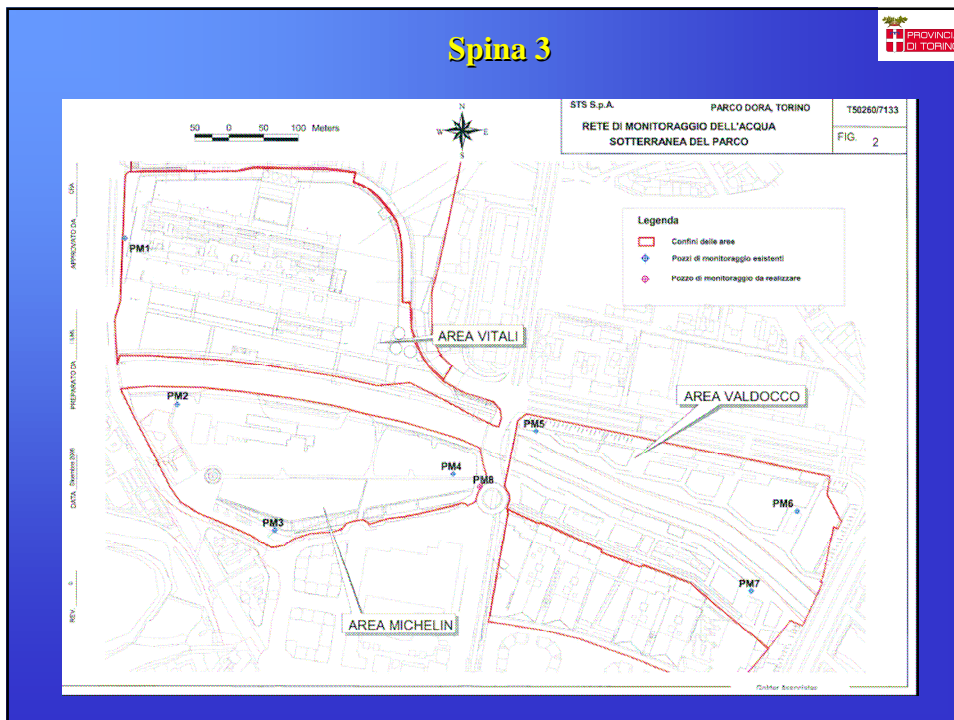 Spina 3
PROVINCIA
DI TORINO
STS S.p.A.
PARCO DORA, TORINO
T50260/7133
RETE DI MONITORAGGIO DELL'ACQUA
SOTTERRANEA DEL PARCO
FIG. 2
50 0 50 100 Meters
N
W E
S
Legenda
Confini delle aree
Pozzi di monitoraggio esistenti
Pozzo di monitoraggio da realizzare
APPROVATO DA
PREPARATO DA
DATA
REV.
PM1
AREA VITALI
PM2
AREA VALDOCCO
PM5
PM4
PM8
PM6
PM3
PM7
AREA MICHELIN
Golder Associates